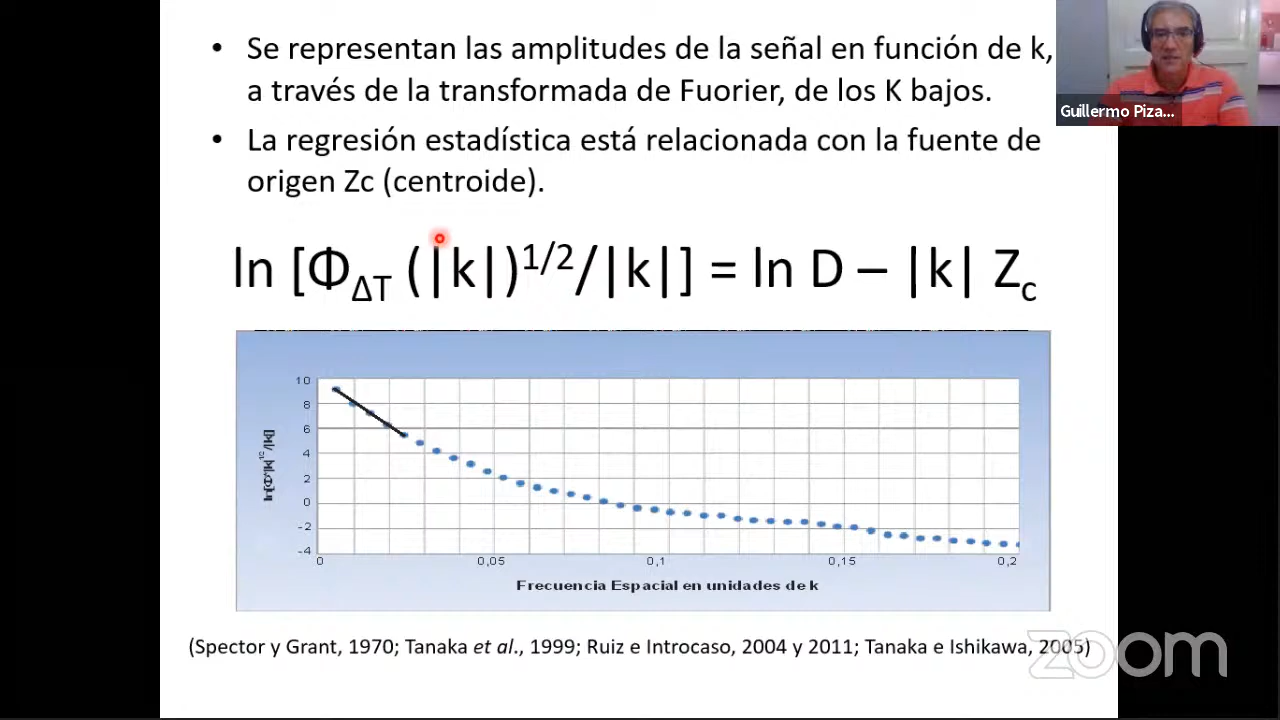 • Se representan las amplitudes de la señal en función de k,
a través de la transformada de Fuorier, de los K bajos.
• La regresión estadística está relacionada con la fuente de
origen Zc (centroide).
Guillermo Piza...
ln [Φ_ΔT (|k|)^1/2/|k|] = ln D – |k| Z_c
10
8
6
4
2
0
-2
-4
0 0,05 0,1 0,15 0,2
Frecuencia Espacial en unidades de k
(Spector y Grant, 1970; Tanaka et al., 1999; Ruiz e Introcaso, 2004 y 2011; Tanaka e Ishikawa, 2005)
zoom